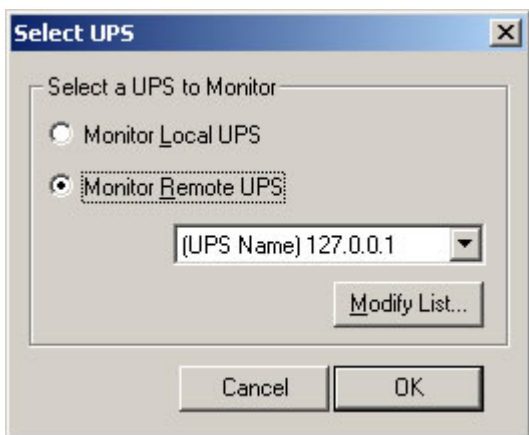 Select UPS
Select a UPS to Monitor
Monitor Local UPS
Monitor Remote UPS
(UPS Name) 127.0.0.1
Modify List...
Cancel OK